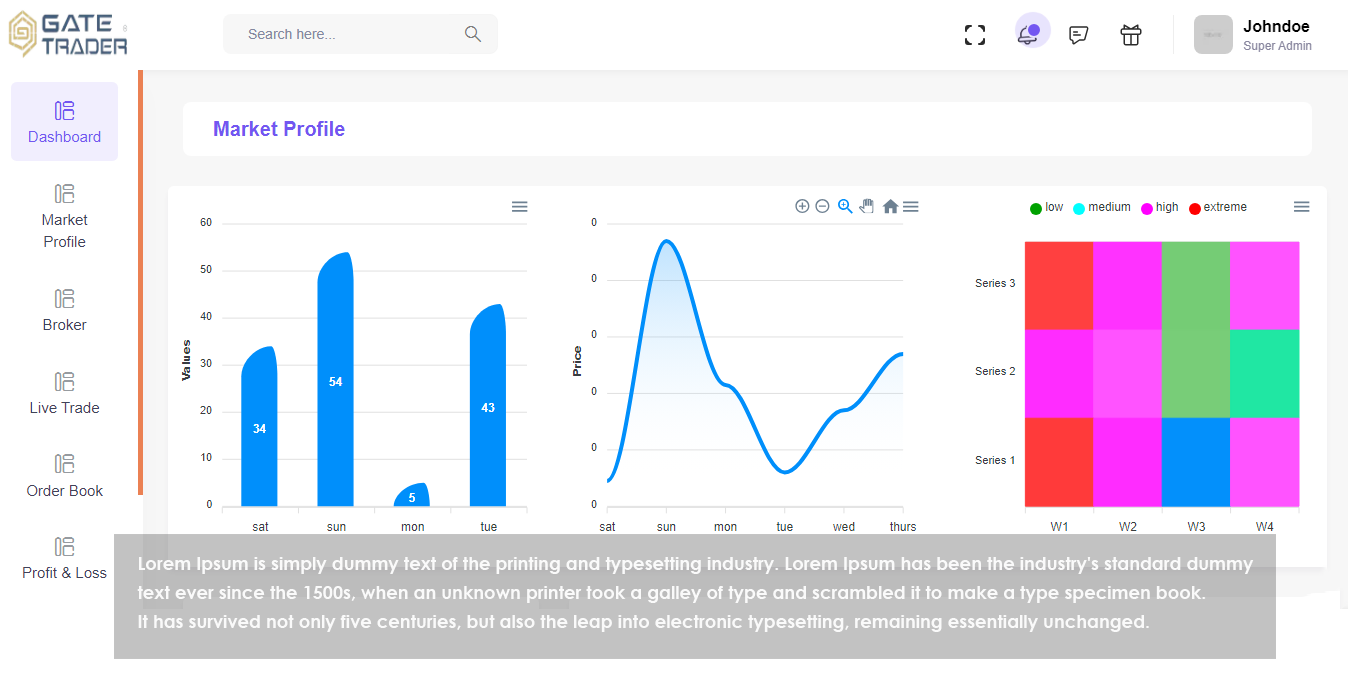 GATE
TRADER
Search here...
Johndoe
Super Admin
Dashboard
Market
Profile
Broker
Live Trade
Order Book
Profit & Loss
Market Profile
60
50
40
30
20
10
0
Values
34
54
5
43
sat sun mon tue
0
0
0
0
0
0
Price
sat sun mon tue wed thurs
low medium high extreme
Series 3
Series 2
Series 1
W1 W2 W3 W4
Lorem Ipsum is simply dummy text of the printing and typesetting industry. Lorem Ipsum has been the industry's standard dummy
text ever since the 1500s, when an unknown printer took a galley of type and scrambled it to make a type specimen book.
It has survived not only five centuries, but also the leap into electronic typesetting, remaining essentially unchanged.